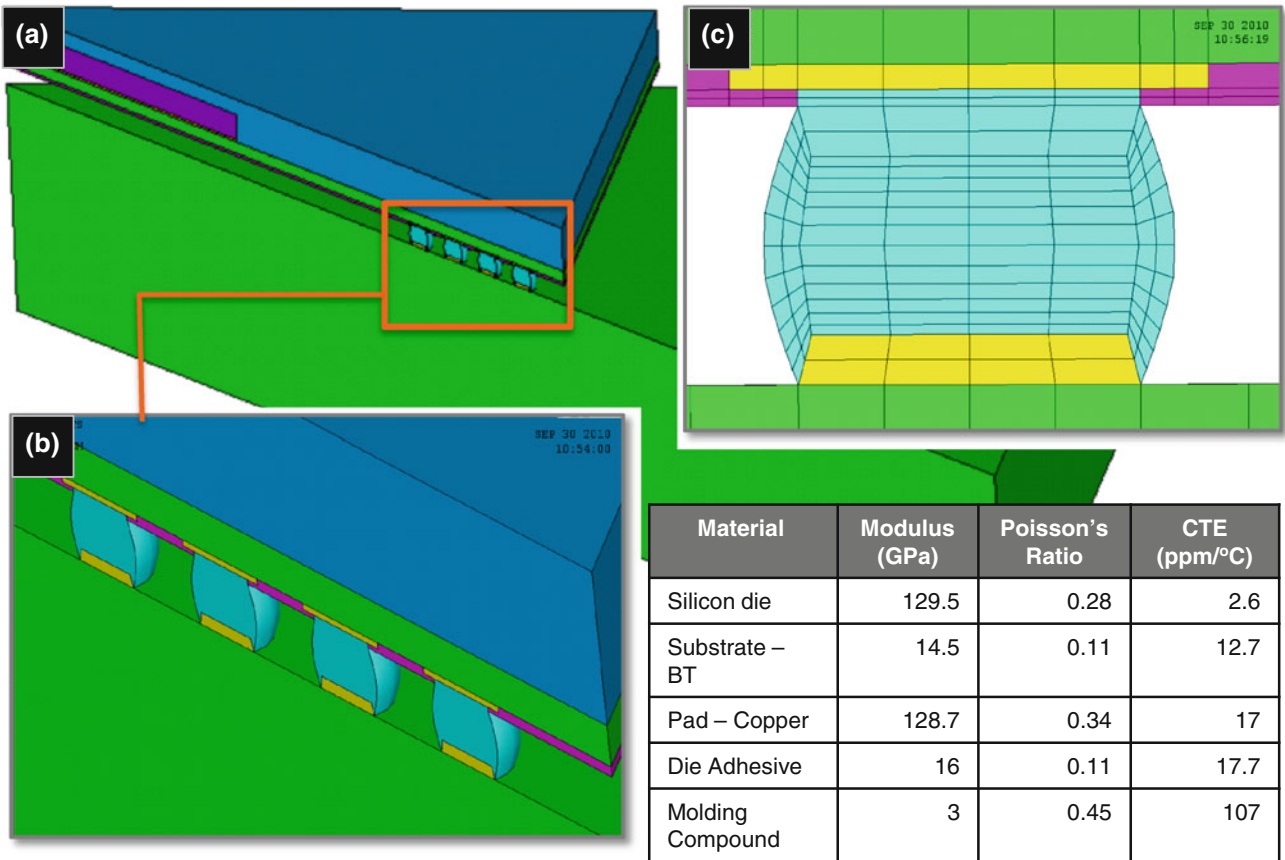 (a)
(c)
SEP 30 2010
10:56:19
(b)
SEP 30 2010
10:54:00
Material
Modulus
(GPa)
Poisson's
Ratio
CTE
(ppm/ºC)
Silicon die
129.5
0.28
2.6
Substrate –
BT
14.5
0.11
12.7
Pad – Copper
128.7
0.34
17
Die Adhesive
16
0.11
17.7
Molding
Compound
3
0.45
107